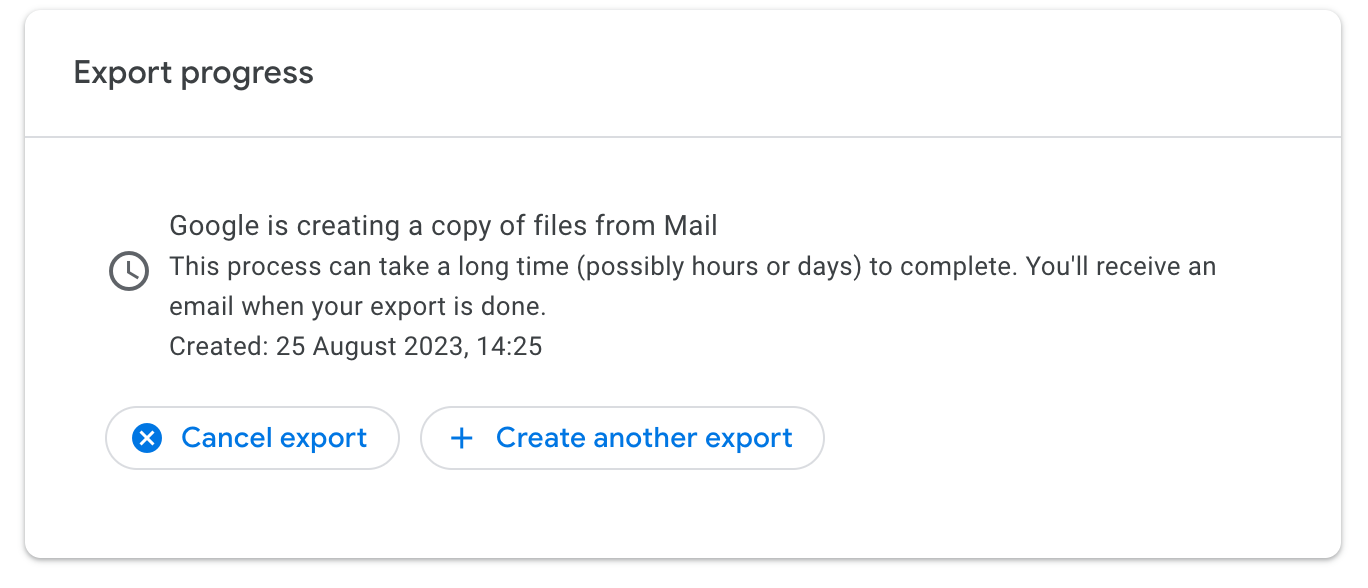 Export progress
Google is creating a copy of files from Mail
This process can take a long time (possibly hours or days) to complete. You'll receive an
email when your export is done.
Created: 25 August 2023, 14:25
Cancel export
Create another export